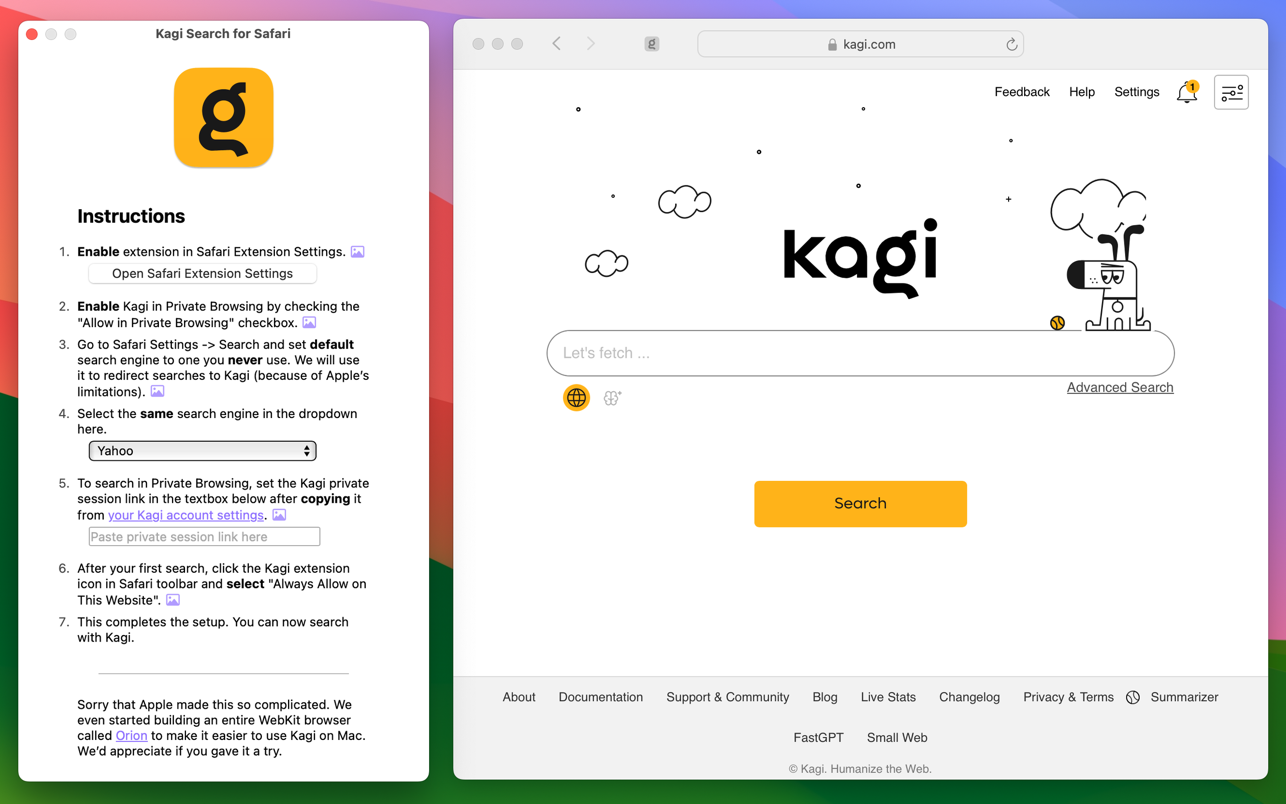 Kagi Search for Safari
g
Instructions
1. Enable extension in Safari Extension Settings.
Open Safari Extension Settings
2. Enable Kagi in Private Browsing by checking the
"Allow in Private Browsing" checkbox.
3. Go to Safari Settings -> Search and set default
search engine to one you never use. We will use
it to redirect searches to Kagi (because of Apple’s
limitations).
4. Select the same search engine in the dropdown
here.
Yahoo
5. To search in Private Browsing, set the Kagi private
session link in the textbox below after copying it
from your Kagi account settings.
Paste private session link here
6. After your first search, click the Kagi extension
icon in Safari toolbar and select "Always Allow on
This Website".
7. This completes the setup. You can now search
with Kagi.
Sorry that Apple made this so complicated. We
even started building an entire WebKit browser
called Orion to make it easier to use Kagi on Mac.
We’d appreciate if you gave it a try.
g
kagi.com
Feedback Help Settings 1
kagi
Let's fetch ...
Advanced Search
Search
About Documentation Support & Community Blog Live Stats Changelog Privacy & Terms Summarizer
FastGPT Small Web
© Kagi. Humanize the Web.